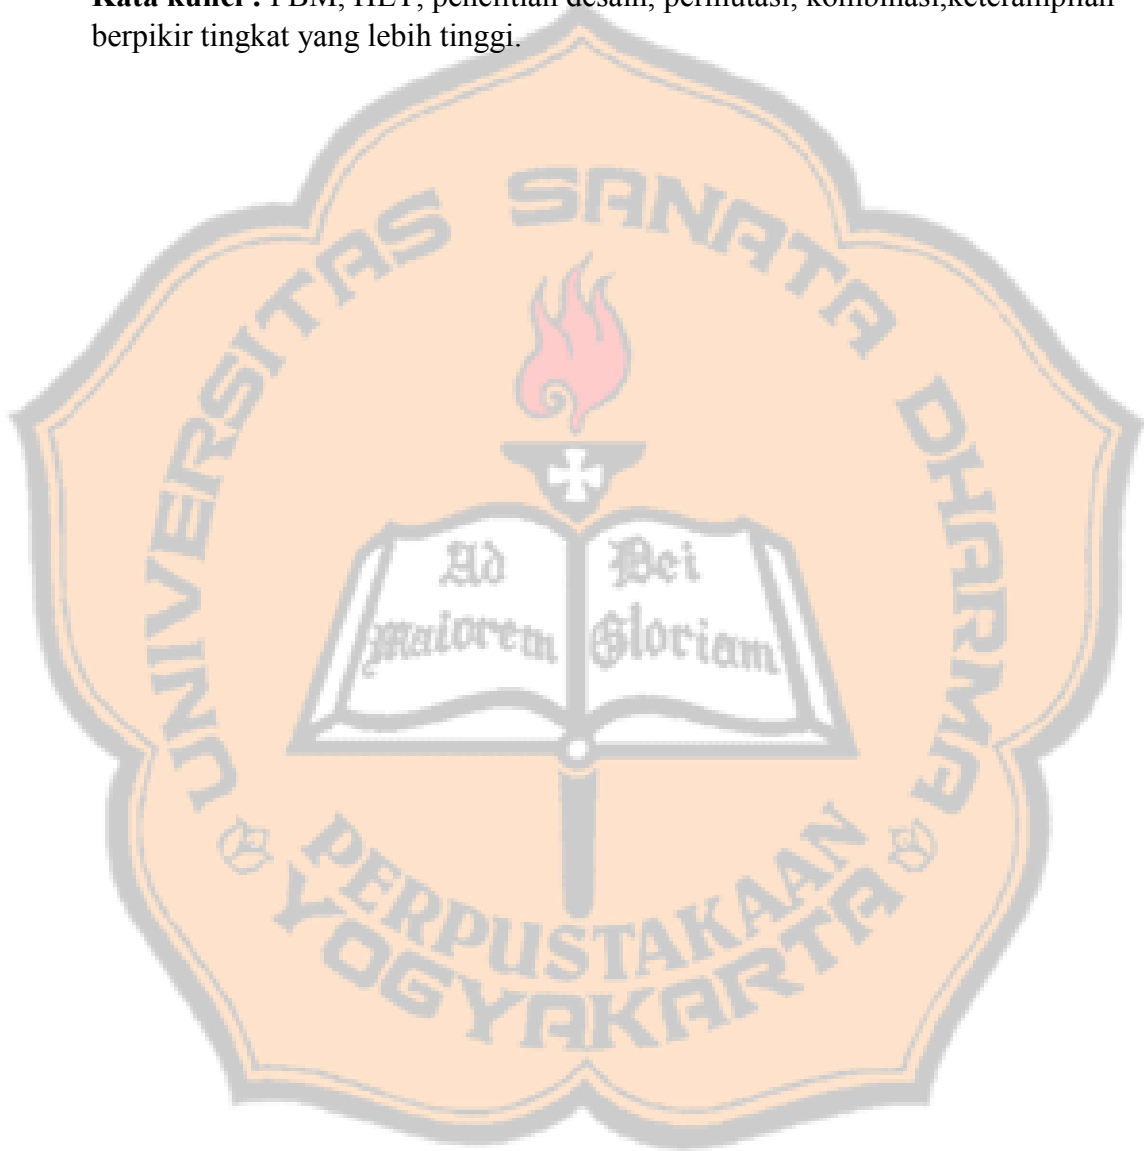 Kata kunci : PBM, HLT, penelitian desain, permutasi, kombinasi,keterampilan
berpikir tingkat yang lebih tinggi.
UNIVERSITAS SANATA DHARMA
Ad Dei
maiorem Gloriam
PERPUSTAKAAN
YOGYAKARTA